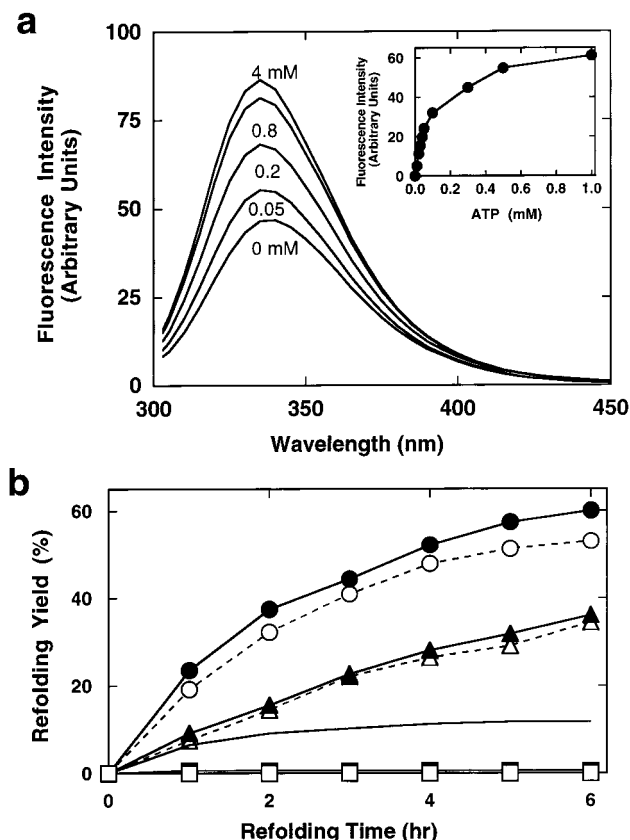 a
100
75
50
25
0
Fluorescence Intensity
(Arbitrary Units)
4 mM
0.8
0.2
0.05
0 mM
300
350
400
450
Wavelength (nm)
Fluorescence Intensity
(Arbitrary Units)
60
40
20
0
0.0
0.2
0.4
0.6
0.8
1.0
ATP (mM)
b
60
40
20
0
Refolding Yield (%)
0
2
4
6
Refolding Time (hr)